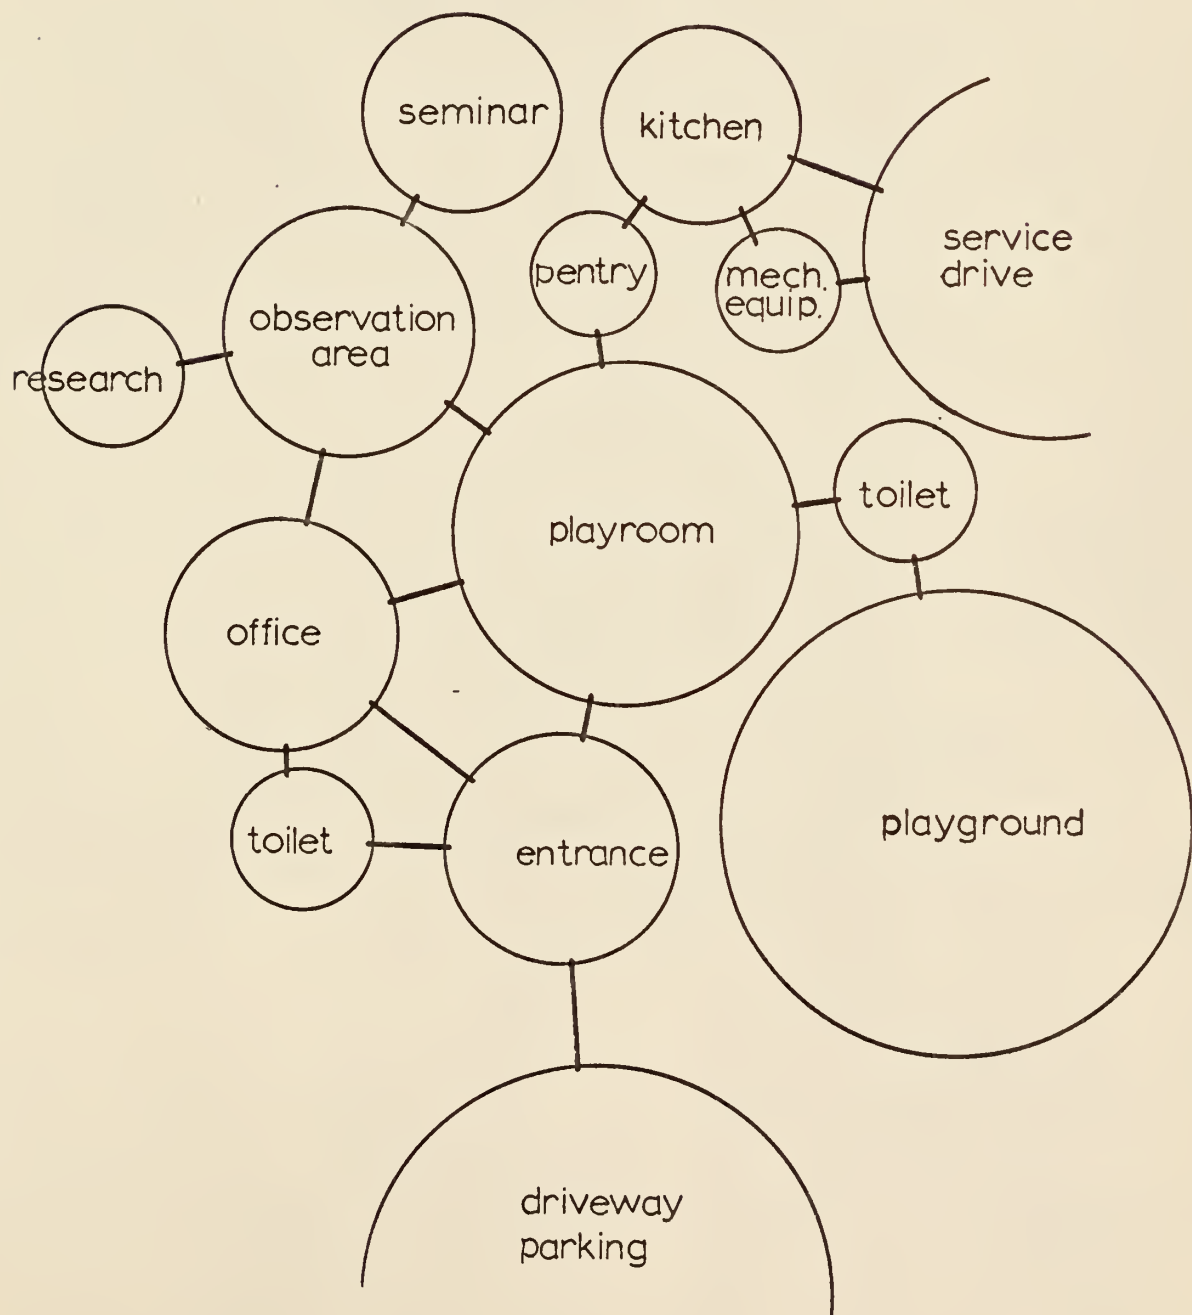 seminar
kitchen
service
drive
pentry
mech.
equip.
observation
area
research
toilet
playroom
office
toilet
entrance
playground
driveway
parking